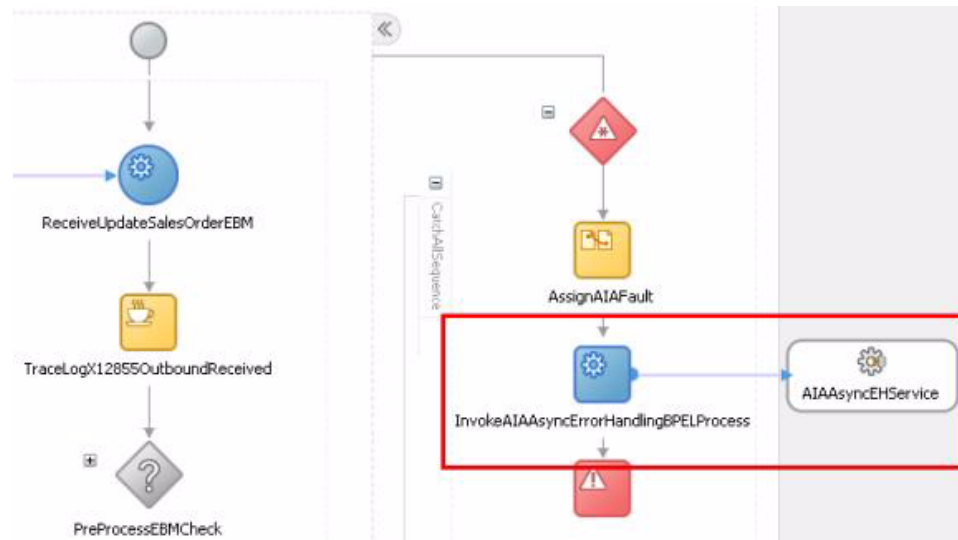 ReceiveUpdateSalesOrderEBM
TraceLogX12855OutboundReceived
PreProcessEBMCheck
CatchAllSequence
AssignAIAFault
InvokeAIAAsyncErrorHandlingBPELProcess
AIAAsyncEHService